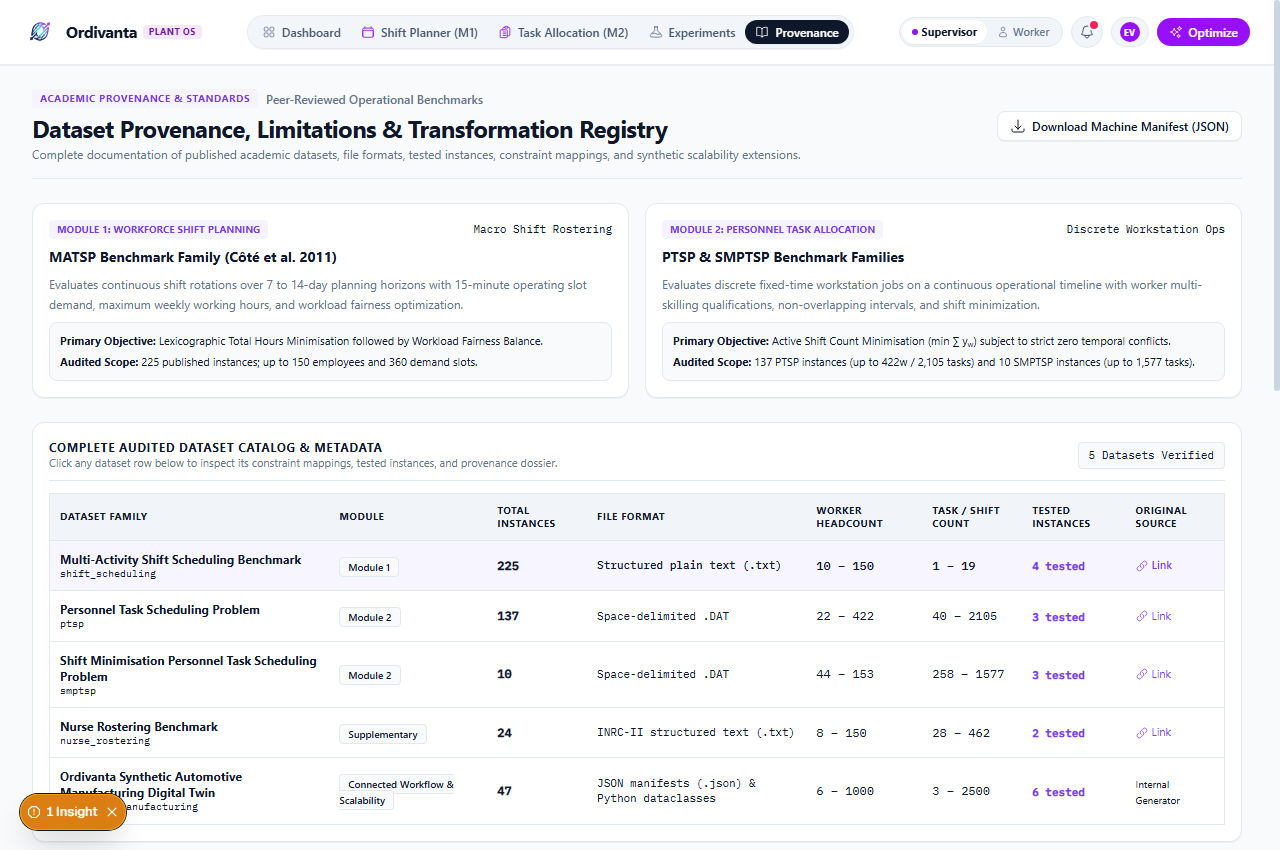 Ordivanta PLANT OS
Dashboard
Shift Planner (M1)
Task Allocation (M2)
Experiments
Provenance
Supervisor
Worker
EV
Optimize
ACADEMIC PROVENANCE & STANDARDS Peer-Reviewed Operational Benchmarks
Dataset Provenance, Limitations & Transformation Registry
Complete documentation of published academic datasets, file formats, tested instances, constraint mappings, and synthetic scalability extensions.
Download Machine Manifest (JSON)
MODULE 1: WORKFORCE SHIFT PLANNING
Macro Shift Rostering
MATSP Benchmark Family (Côté et al. 2011)
Evaluates continuous shift rotations over 7 to 14-day planning horizons with 15-minute operating slot
demand, maximum weekly working hours, and workload fairness optimization.
Primary Objective: Lexicographic Total Hours Minimisation followed by Workload Fairness Balance.
Audited Scope: 225 published instances; up to 150 employees and 360 demand slots.
MODULE 2: PERSONNEL TASK ALLOCATION
Discrete Workstation Ops
PTSP & SMPTSP Benchmark Families
Evaluates discrete fixed-time workstation jobs on a continuous operational timeline with worker multi-
skilling qualifications, non-overlapping intervals, and shift minimization.
Primary Objective: Active Shift Count Minimisation (min ∑ yw) subject to strict zero temporal conflicts.
Audited Scope: 137 PTSP instances (up to 422w / 2,105 tasks) and 10 SMPTSP instances (up to 1,577 tasks).
COMPLETE AUDITED DATASET CATALOG & METADATA
Click any dataset row below to inspect its constraint mappings, tested instances, and provenance dossier.
5 Datasets Verified
DATASET FAMILY
MODULE
TOTAL
INSTANCES
FILE FORMAT
WORKER
HEADCOUNT
TASK / SHIFT
COUNT
TESTED
INSTANCES
ORIGINAL
SOURCE
Multi-Activity Shift Scheduling Benchmark
shift_scheduling
Module 1
225
Structured plain text (.txt)
10 – 150
1 – 19
4 tested
Link
Personnel Task Scheduling Problem
ptsp
Module 2
137
Space-delimited .DAT
22 – 422
40 – 2105
3 tested
Link
Shift Minimisation Personnel Task Scheduling
Problem
smptsp
Module 2
10
Space-delimited .DAT
44 – 153
258 – 1577
3 tested
Link
Nurse Rostering Benchmark
nurse_rostering
Supplementary
24
INRC-II structured text (.txt)
8 – 150
28 – 462
2 tested
Link
Ordivanta Synthetic Automotive
Manufacturing Digital Twin
Connected Workflow &
Scalability
47
JSON manifests (.json) &
Python dataclasses
6 – 1000
3 – 2500
6 tested
Internal
Generator
1 Insight